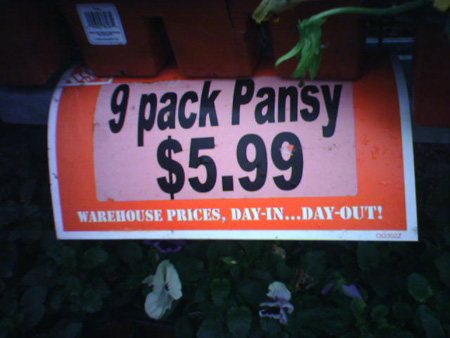 9 pack Pansy
$5.99
WAREHOUSE PRICES, DAY-IN...DAY-OUT!